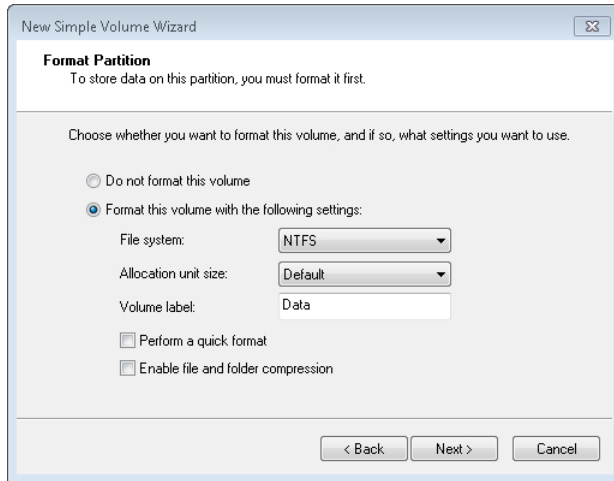 New Simple Volume Wizard
Format Partition
To store data on this partition, you must format it first.
Choose whether you want to format this volume, and if so, what settings you want to use.
Do not format this volume
Format this volume with the following settings:
File system: NTFS
Allocation unit size: Default
Volume label: Data
Perform a quick format
Enable file and folder compression
< Back Next > Cancel